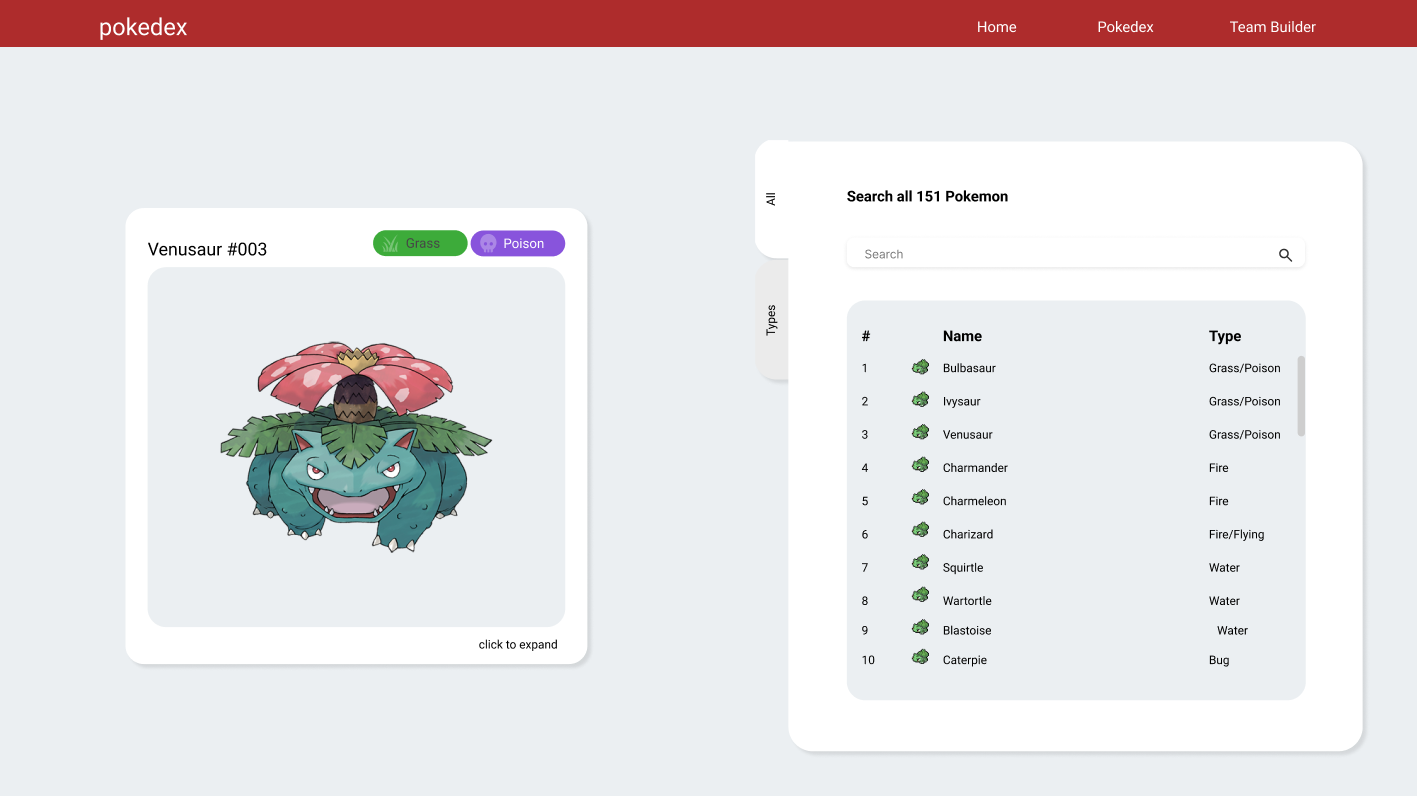 pokedex Home Pokedex Team Builder
Venusaur #003 Grass Poison
click to expand
All
Types
Search all 151 Pokemon
Search
# Name Type
1 Bulbasaur Grass/Poison
2 Ivysaur Grass/Poison
3 Venusaur Grass/Poison
4 Charmander Fire
5 Charmeleon Fire
6 Charizard Fire/Flying
7 Squirtle Water
8 Wartortle Water
9 Blastoise Water
10 Caterpie Bug